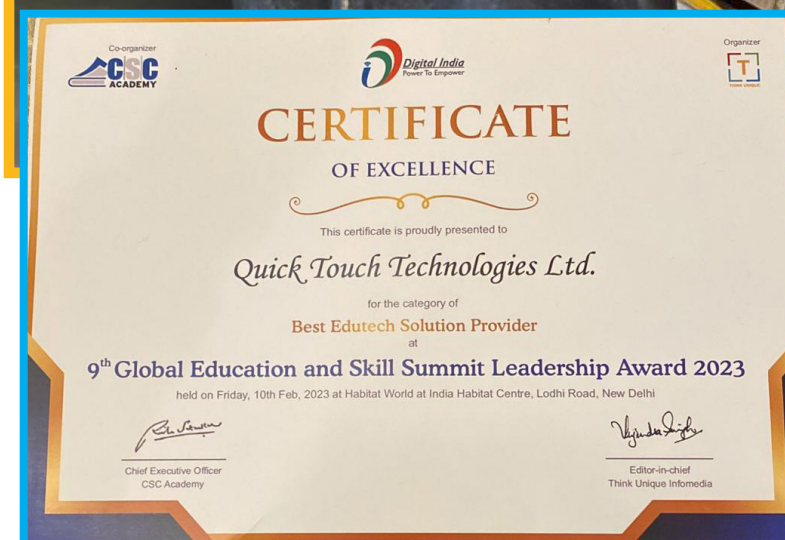 Co-organizer
CSC
ACADEMY
Digital India
Power To Empower
Organizer
T
THINK UNIQUE
CERTIFICATE
OF EXCELLENCE
This certificate is proudly presented to
Quick Touch Technologies Ltd.
for the category of
Best Edutech Solution Provider
at
9th Global Education and Skill Summit Leadership Award 2023
held on Friday, 10th Feb, 2023 at Habitat World at India Habitat Centre, Lodhi Road, New Delhi
Chief Executive Officer
CSC Academy
Editor-in-chief
Think Unique Infomedia